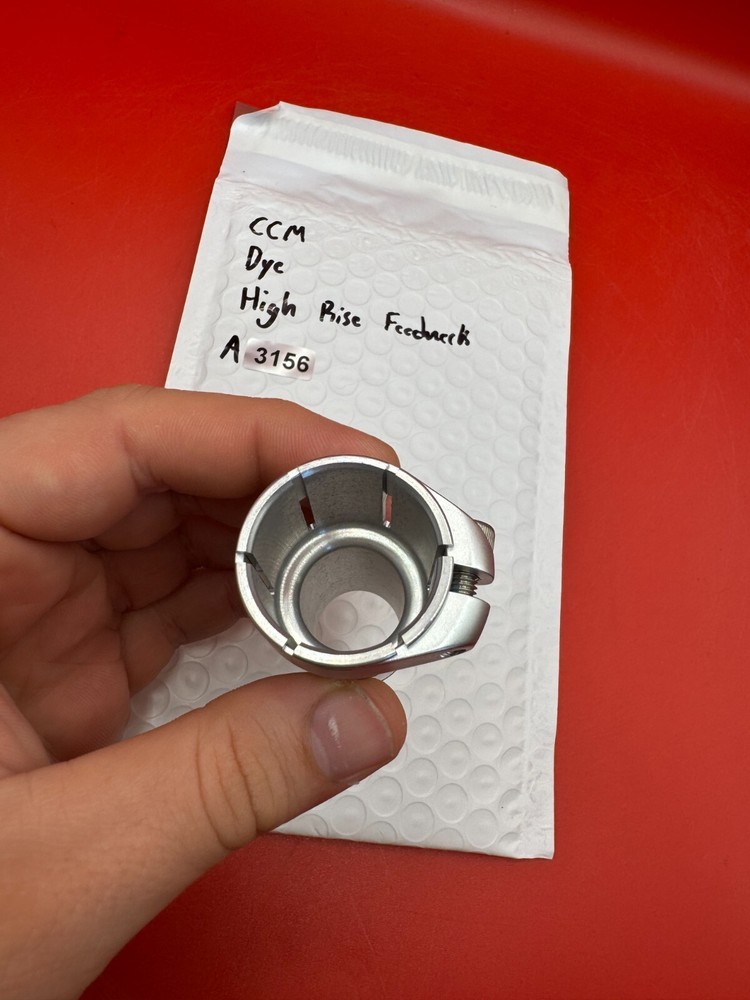 CCM
Dye
High Rise Feedneck
A 3156